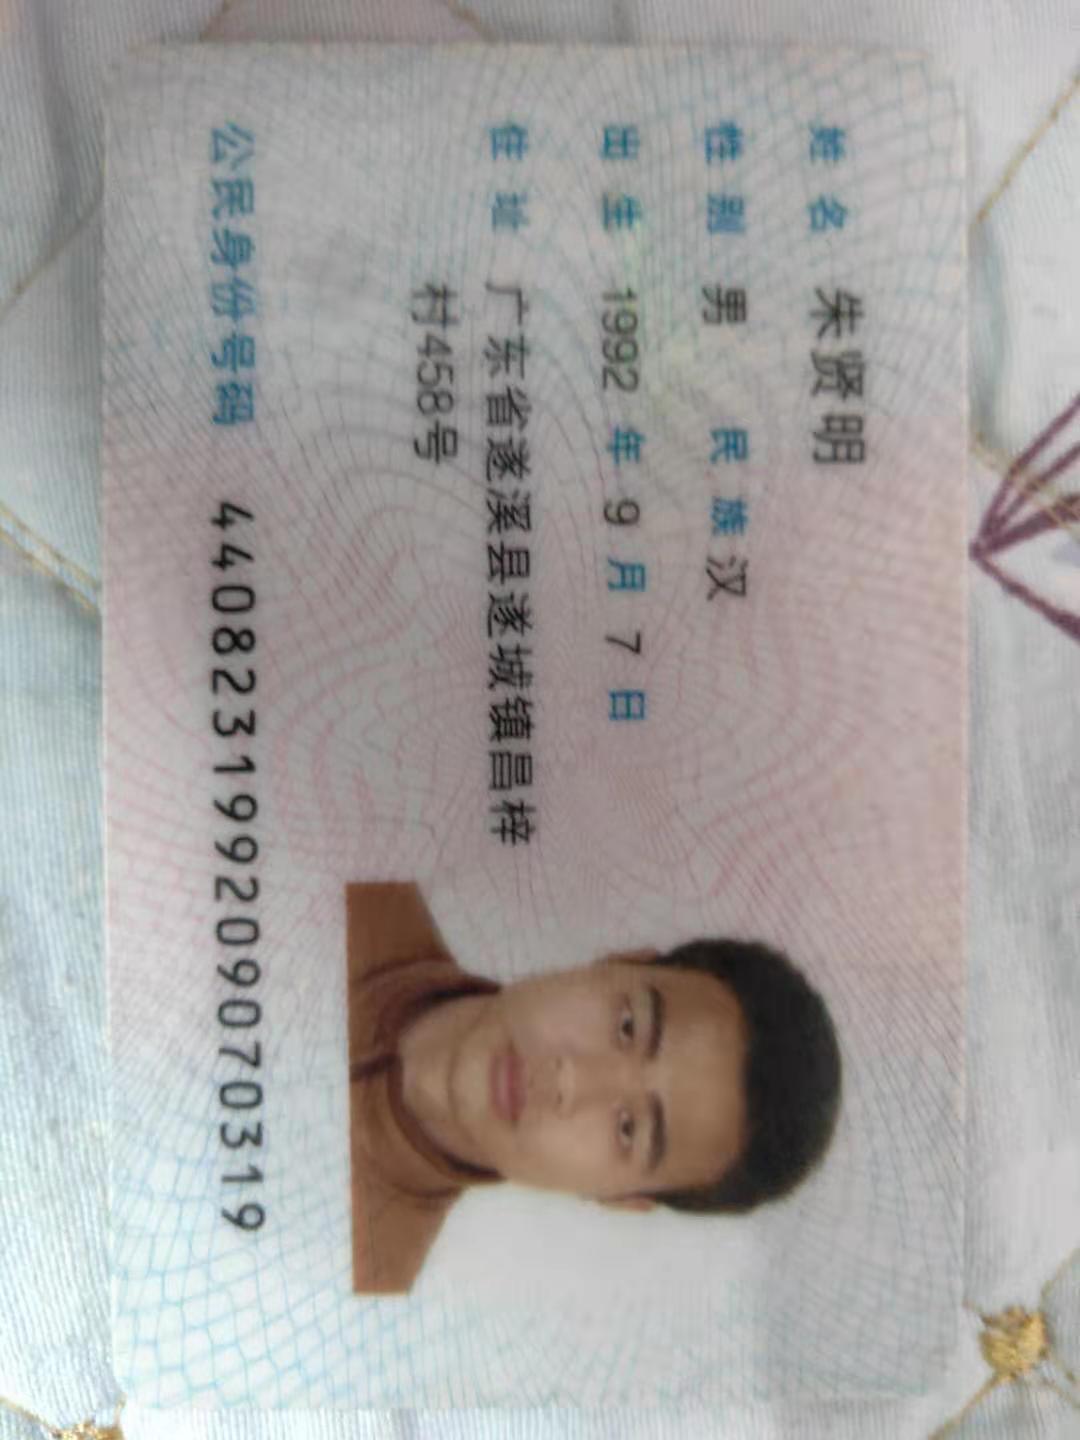 姓名 朱贤明
性别 男 民族 汉
出生 1992 年 9 月 7 日
住址 广东省遂溪县遂城镇昌梓
村458号
公民身份号码 440823199209070319